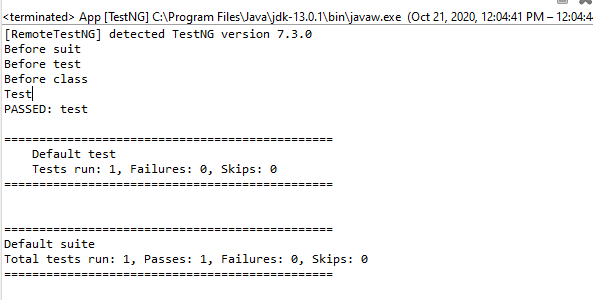 <terminated> App [TestNG] C:\Program Files\Java\jdk-13.0.1\bin\javaw.exe (Oct 21, 2020, 12:04:41 PM – 12:04:4
[RemoteTestNG] detected TestNG version 7.3.0
Before suit
Before test
Before class
Test
PASSED: test
===============================================
    Default test
    Tests run: 1, Failures: 0, Skips: 0
===============================================
===============================================
Default suite
Total tests run: 1, Passes: 1, Failures: 0, Skips: 0
===============================================